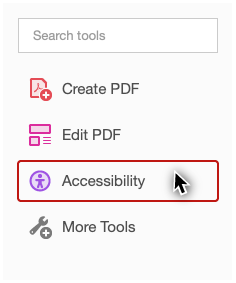 Search tools
Create PDF
Edit PDF
Accessibility
More Tools